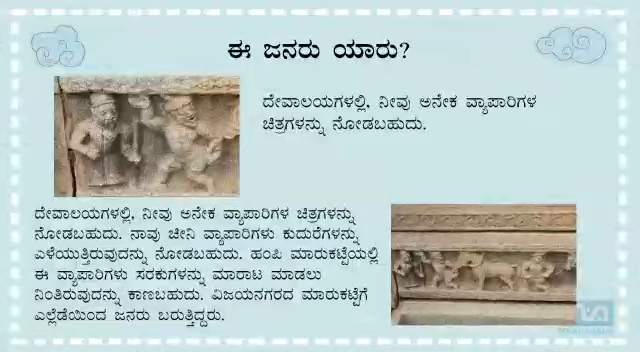 ಈ ಜನರು ಯಾರು?
ದೇವಾಲಯಗಳಲ್ಲಿ, ನೀವು ಅನೇಕ ವ್ಯಾಪಾರಿಗಳ
ಚಿತ್ರಗಳನ್ನು ನೋಡಬಹುದು.
ದೇವಾಲಯಗಳಲ್ಲಿ, ನೀವು ಅನೇಕ ವ್ಯಾಪಾರಿಗಳ ಚಿತ್ರಗಳನ್ನು
ನೋಡಬಹುದು. ನಾವು ಚೀನಿ ವ್ಯಾಪಾರಿಗಳು ಕುದುರೆಗಳನ್ನು
ಎಳೆಯುತ್ತಿರುವುದನ್ನು ನೋಡಬಹುದು. ಹಂಪಿ ಮಾರುಕಟ್ಟೆಯಲ್ಲಿ
ಈ ವ್ಯಾಪಾರಿಗಳು ಸರಕುಗಳನ್ನು ಮಾರಾಟ ಮಾಡಲು
ನಿಂತಿರುವುದನ್ನು ಕಾಣಬಹುದು. ವಿಜಯನಗರದ ಮಾರುಕಟ್ಟೆಗೆ
ಎಲ್ಲೆಡೆಯಿಂದ ಜನರು ಬರುತ್ತಿದ್ದರು.